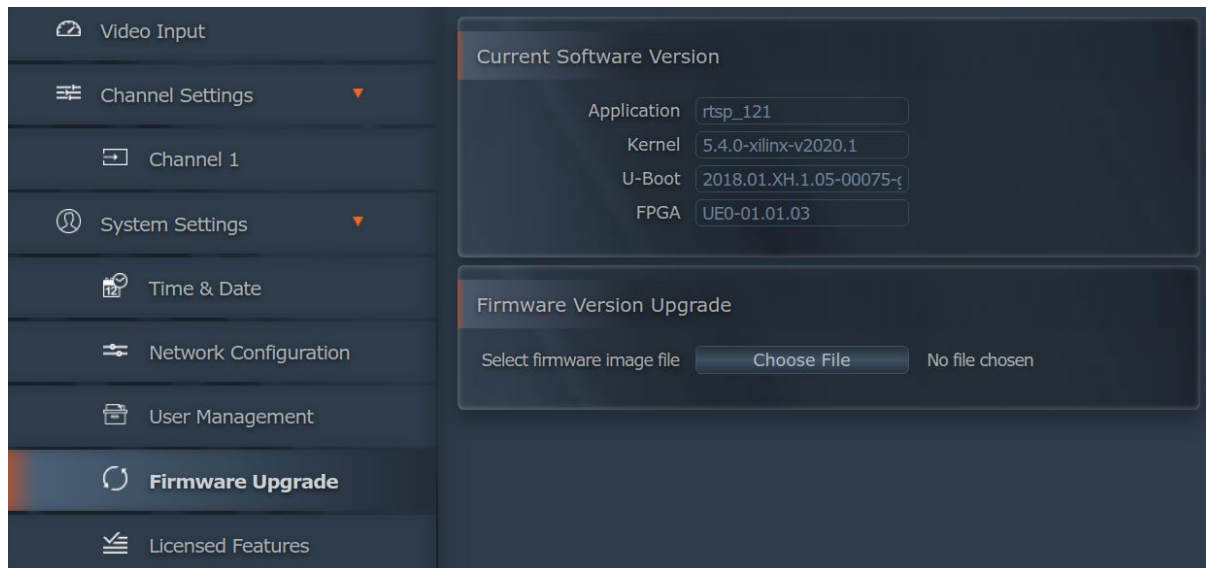 Video Input
Channel Settings
Channel 1
System Settings
12
Time & Date
Network Configuration
User Management
Firmware Upgrade
Licensed Features
Current Software Version
Application rtsp_121
Kernel 5.4.0-xilinx-v2020.1
U-Boot 2018.01.XH.1.05-00075-
FPGA UE0-01.01.03
Firmware Version Upgrade
Select firmware image file Choose File No file chosen